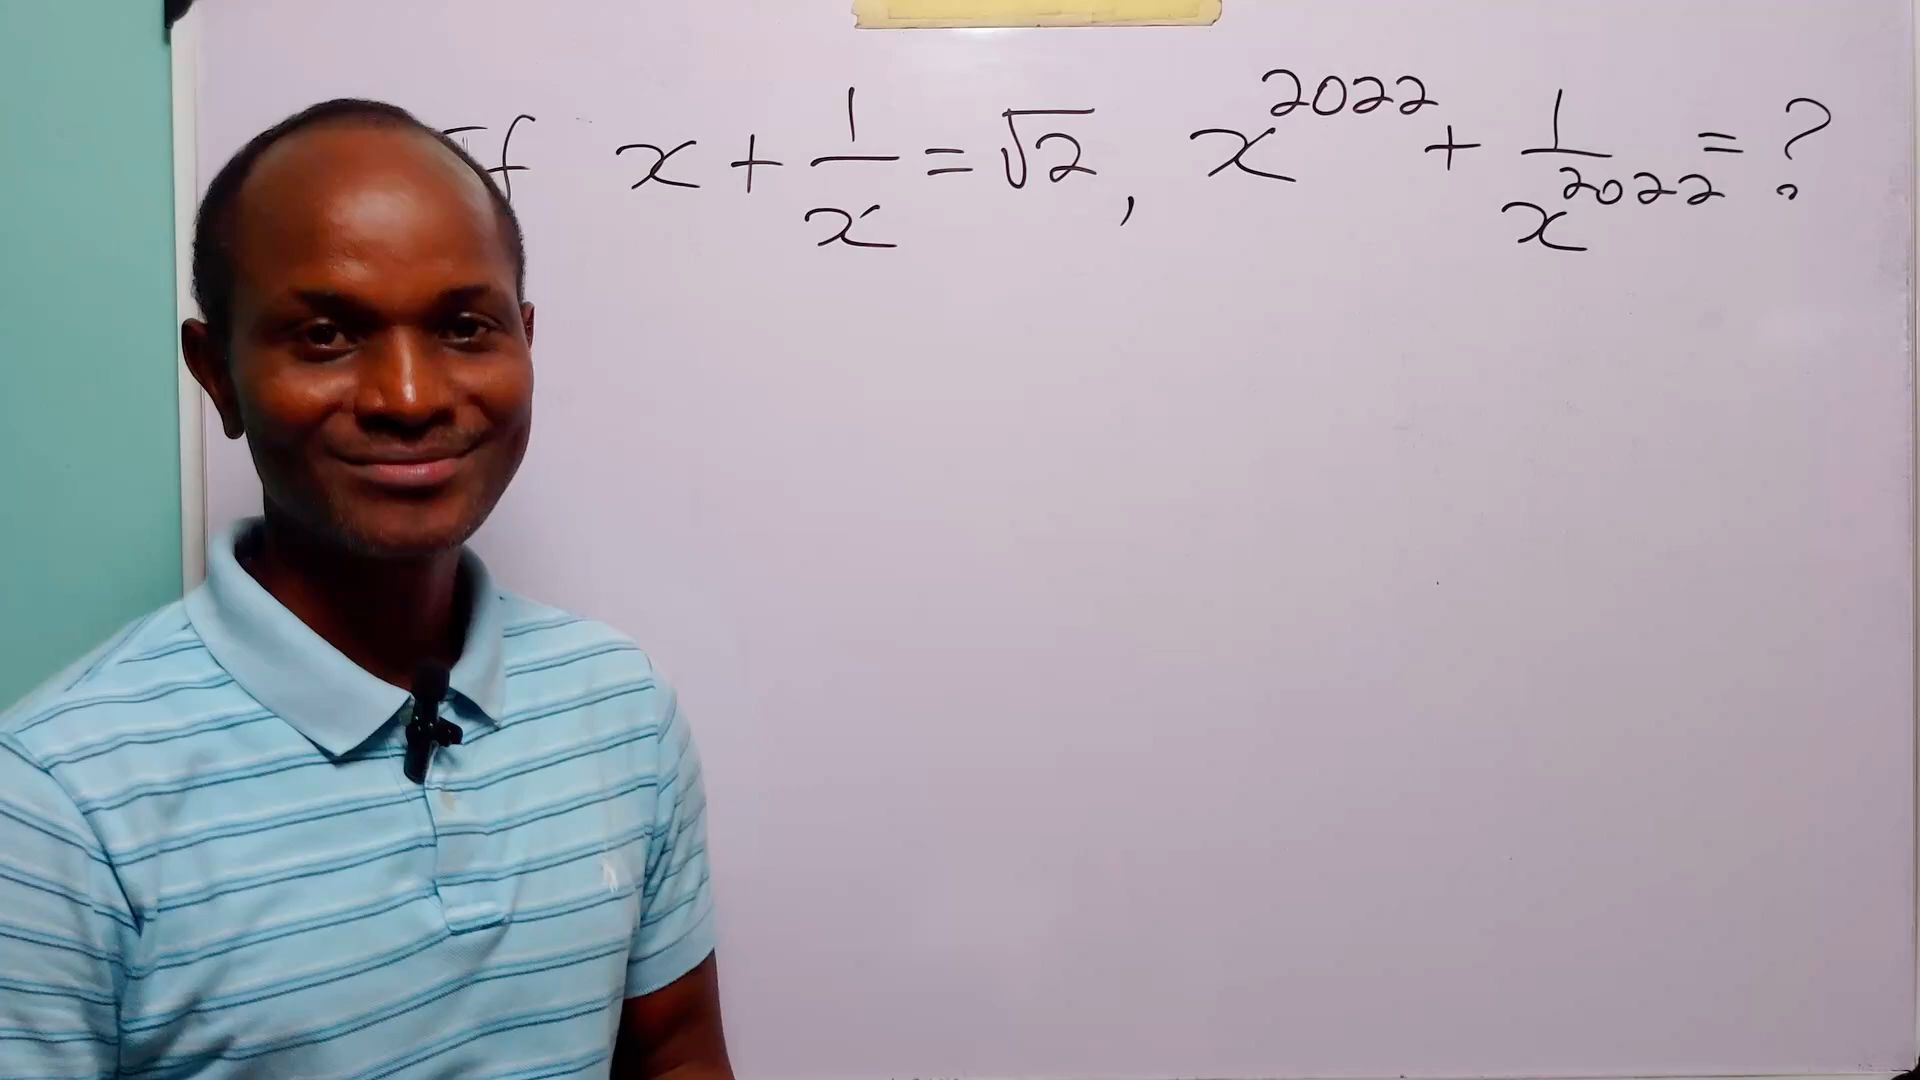 If x + 1/x = √2, x^2022 + 1/x^2022 = ?